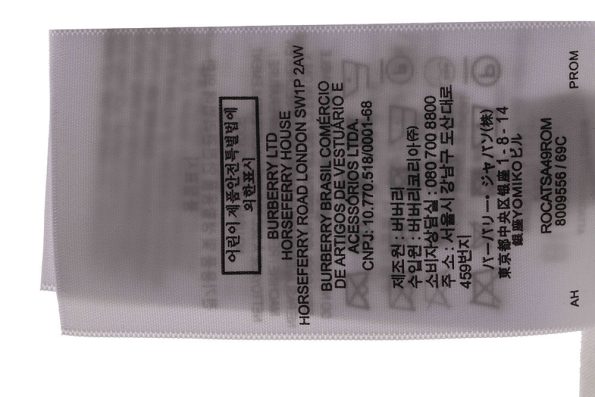 어린이 제품안전특별법에
의한표시
BURBERRY LTD
HORSEFERRY HOUSE
HORSEFERRY ROAD LONDON SW1P 2AW
BURBERRY BRASIL COMÉRCIO
DE ARTIGOS DE VESTUÁRIO E
ACESSÓRIOS LTDA.
CNPJ: 10.770.518/0001-68
제조원 : 버버리
수입원 : 버버리코리아(주)
소비자상담실 : 080 700 8800
주 소 : 서울시 강남구 도산대로
459번지
バーバリー・ジャパン(株)
東京都中央区銀座 1 - 8 - 14
銀座YOMIKOビル
ROCATSA49ROM
8009556 / 69C
AH PROM